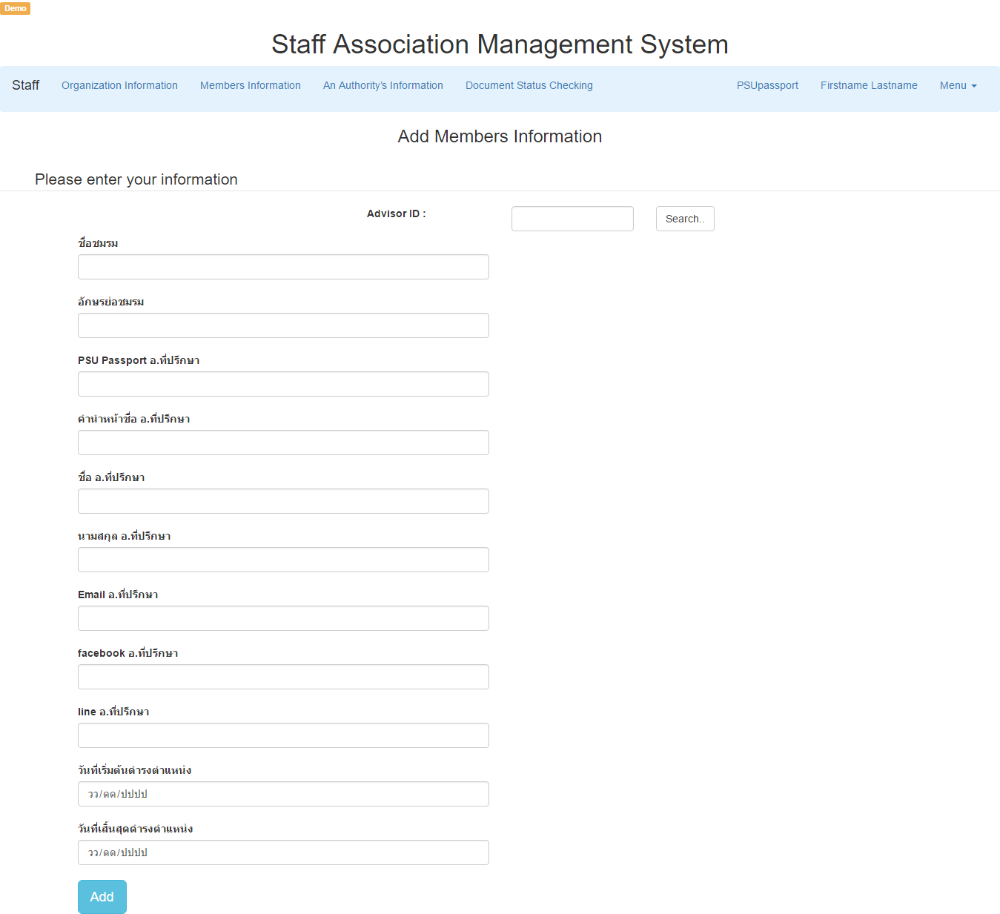 Demo
Staff Association Management System
Staff Organization Information Members Information An Authority's Information Document Status Checking PSUpassport Firstname Lastname Menu
Add Members Information
Please enter your information
Advisor ID : Search..
ชื่อชมรม
อักษรย่อชมรม
PSU Passport อ.ที่ปรึกษา
คำนำหน้าชื่อ อ.ที่ปรึกษา
ชื่อ อ.ที่ปรึกษา
นามสกุล อ.ที่ปรึกษา
Email อ.ที่ปรึกษา
facebook อ.ที่ปรึกษา
line อ.ที่ปรึกษา
วันที่เริ่มต้นดำรงตำแหน่ง
วว/ดด/ปปปป
วันที่เสิ้นสุดดำรงตำแหน่ง
วว/ดด/ปปปป
Add